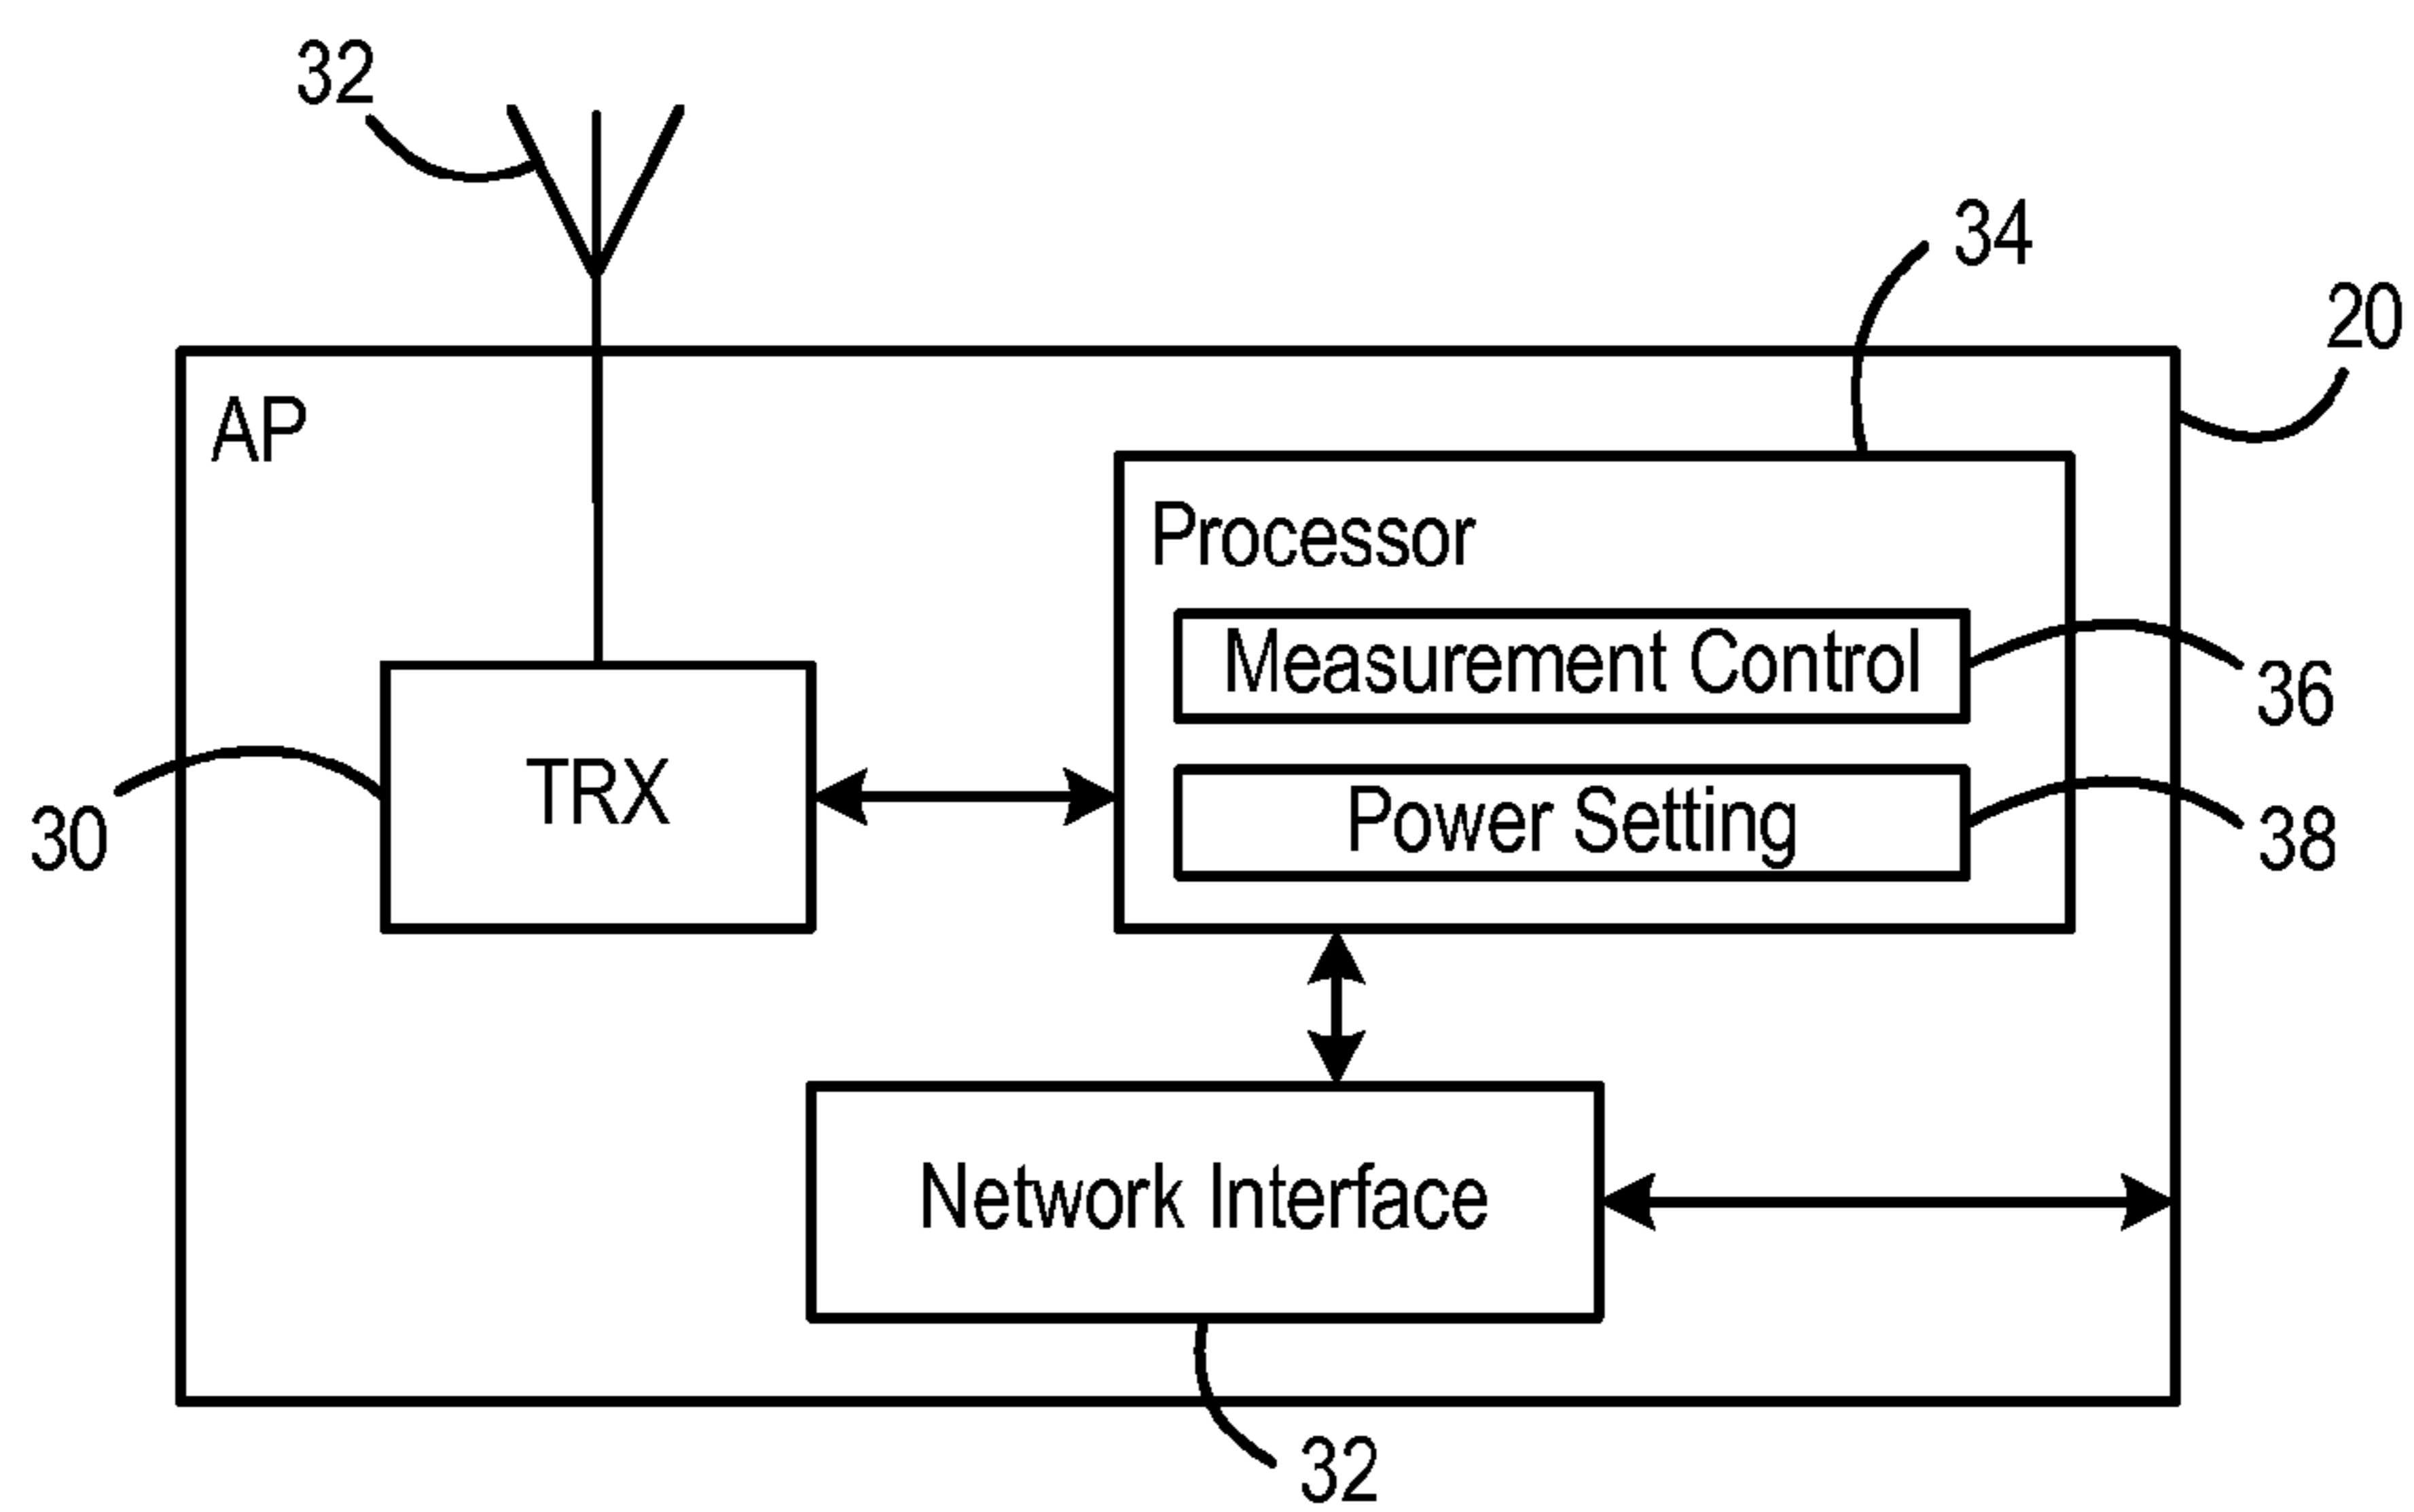 32
34
20
AP
Processor
Measurement Control
36
TRX
Power Setting
30
38
Network Interface
32